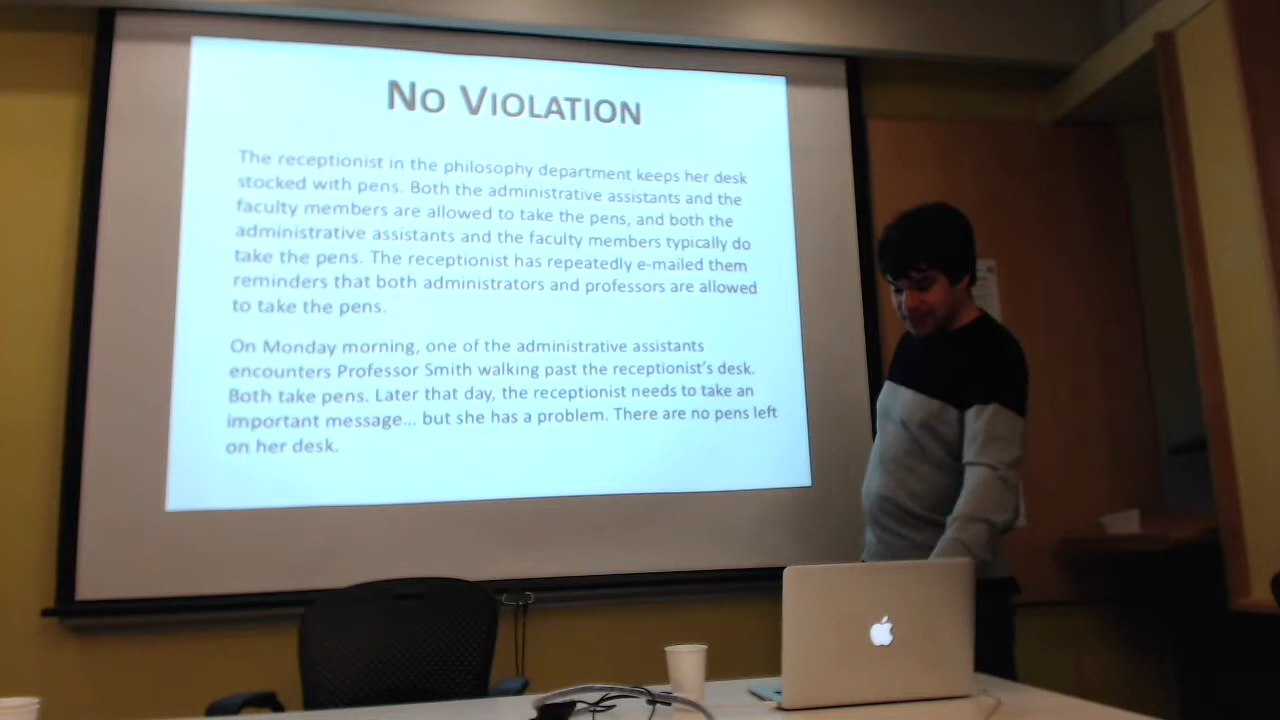 NO VIOLATION
The receptionist in the philosophy department keeps her desk
stocked with pens. Both the administrative assistants and the
faculty members are allowed to take the pens, and both the
administrative assistants and the faculty members typically do
take the pens. The receptionist has repeatedly e-mailed them
reminders that both administrators and professors are allowed
to take the pens.
On Monday morning, one of the administrative assistants
encounters Professor Smith walking past the receptionist's desk.
Both take pens. Later that day, the receptionist needs to take an
important message... but she has a problem. There are no pens left
on her desk.